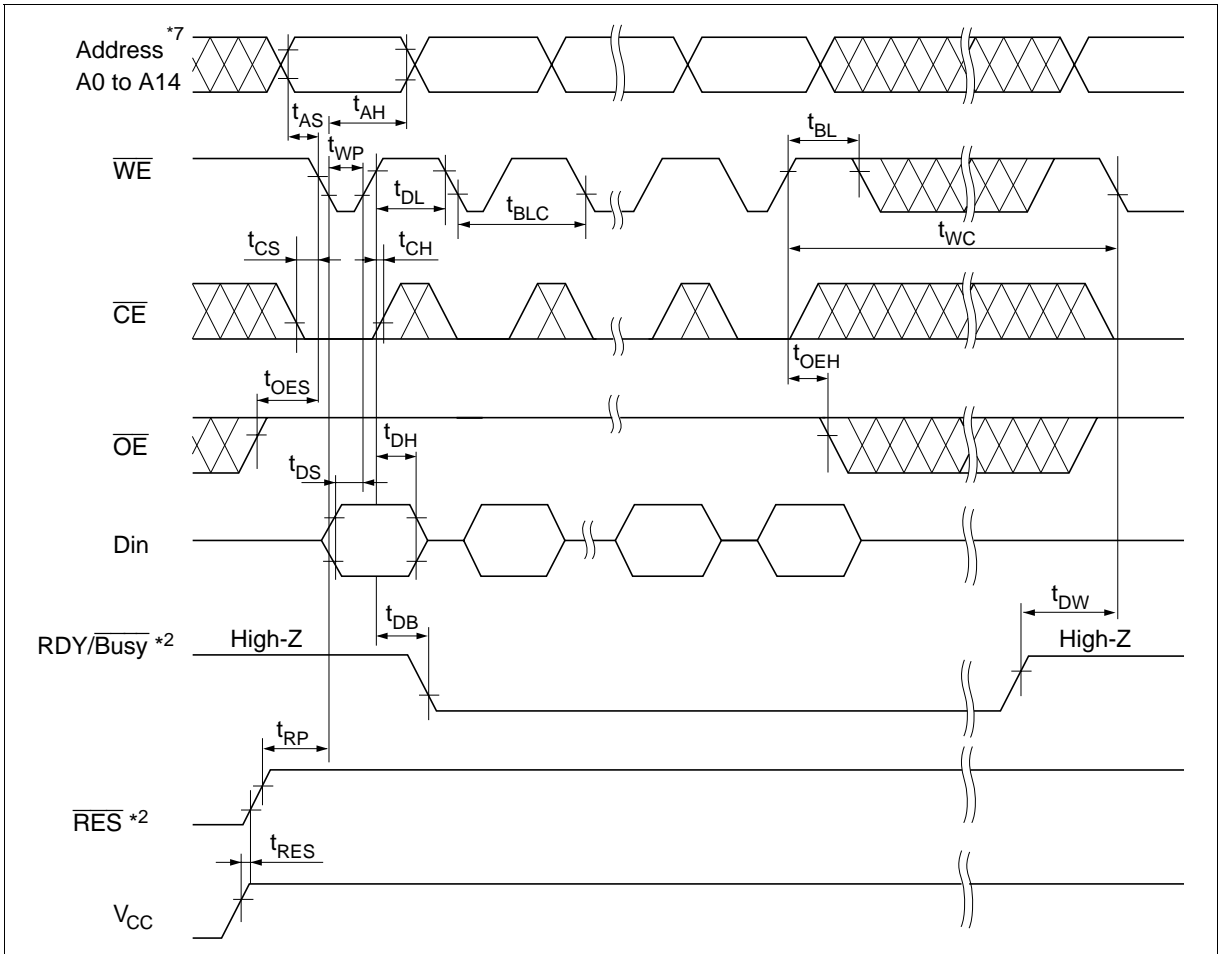 Address *7
A0 to A14
tAS
tAH
tWP
tBL
WE
tDL
tBLC
tWC
tCS
tCH
CE
tOES
tOEH
OE
tDH
tDS
Din
tDB
tDW
RDY/Busy *2
High-Z
High-Z
tRP
RES *2
tRES
VCC